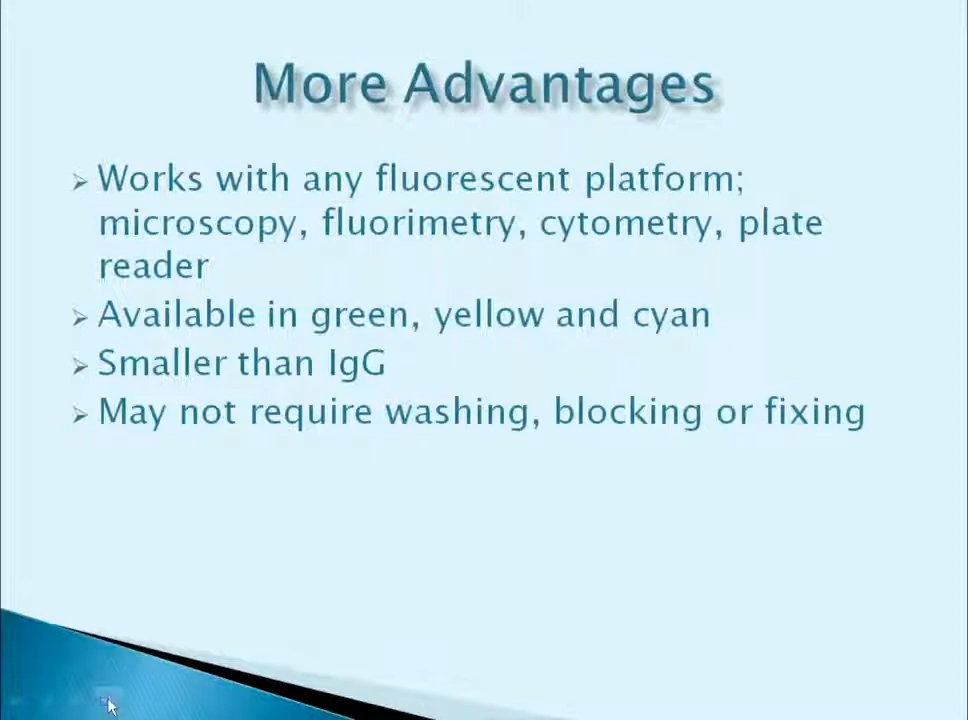 More Advantages
Works with any fluorescent platform;
microscopy, fluorimetry, cytometry, plate
reader
Available in green, yellow and cyan
Smaller than IgG
May not require washing, blocking or fixing